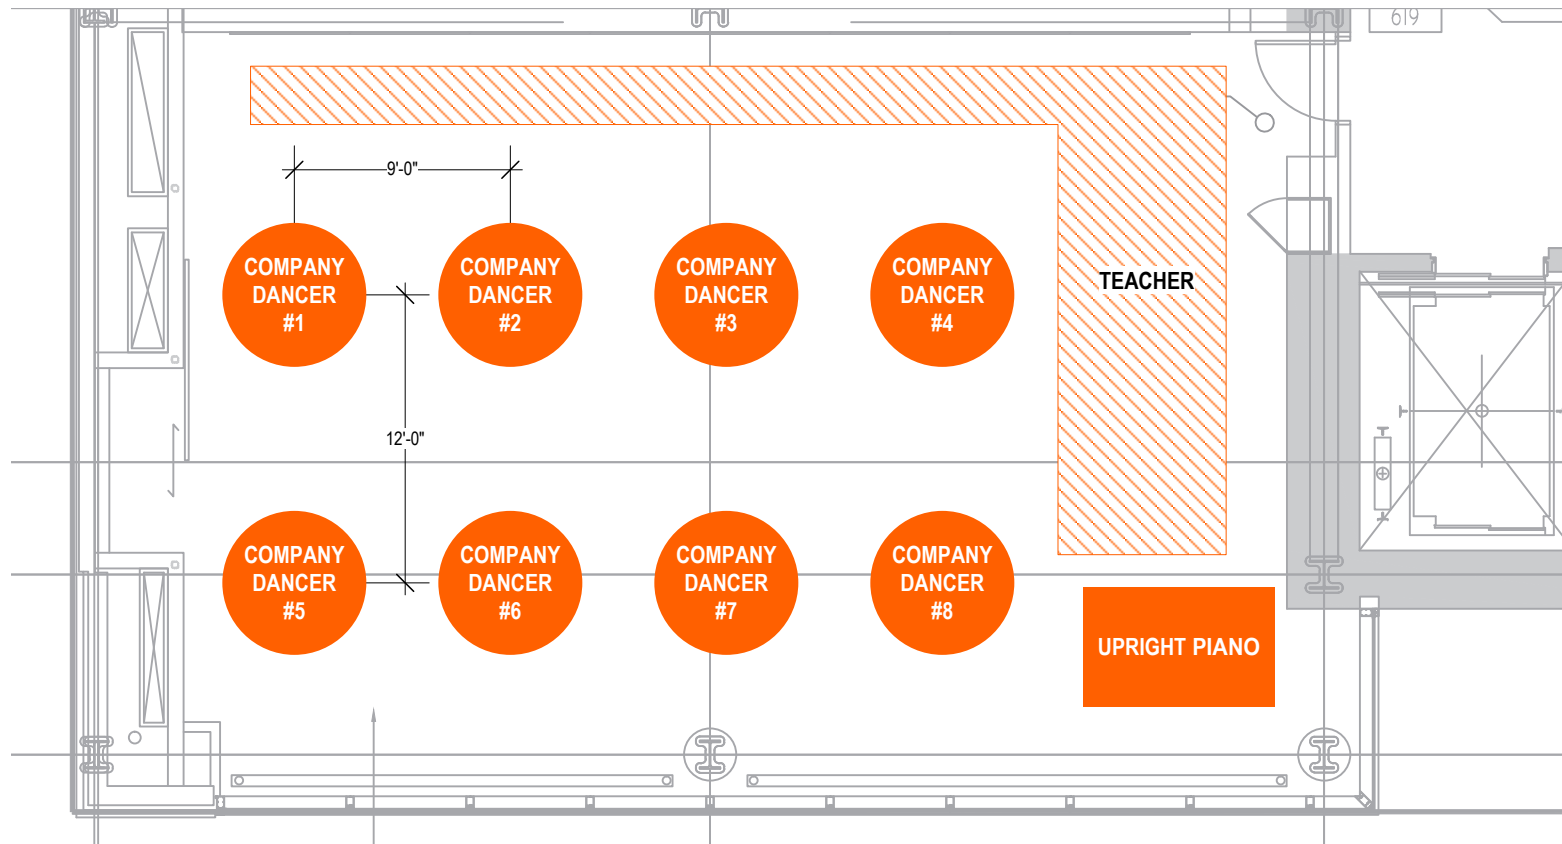 619
9'-0"
COMPANY
DANCER
#1
COMPANY
DANCER
#2
COMPANY
DANCER
#3
COMPANY
DANCER
#4
TEACHER
12'-0"
COMPANY
DANCER
#5
COMPANY
DANCER
#6
COMPANY
DANCER
#7
COMPANY
DANCER
#8
UPRIGHT PIANO